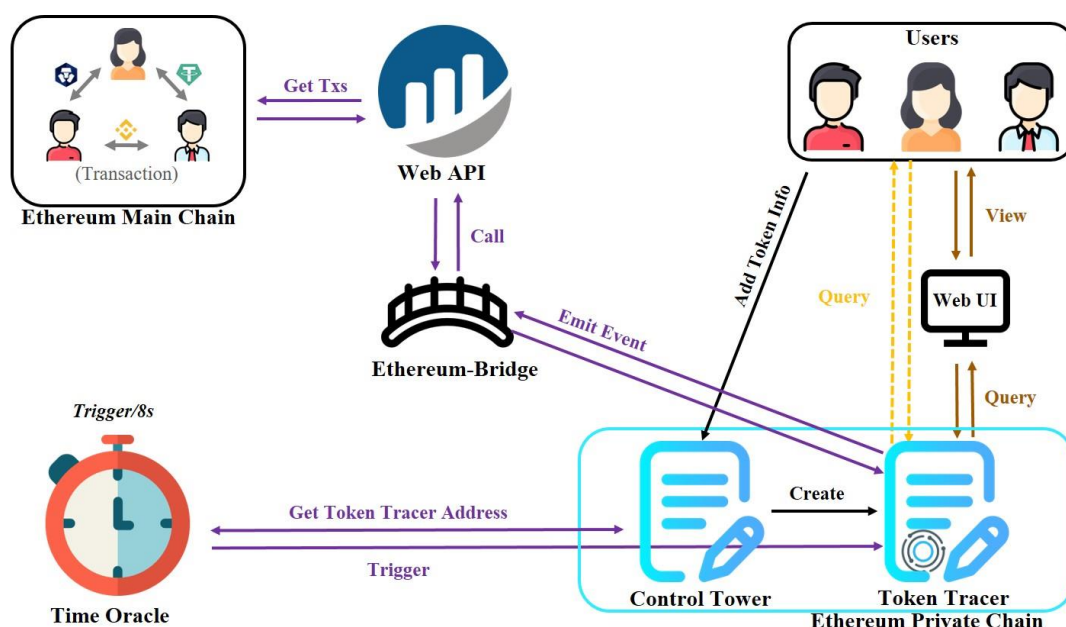 Users
Get Txs
(Transaction)
Web API
Ethereum Main Chain
View
Call
Add Token Info
Query
Web UI
Emit Event
Ethereum-Bridge
Query
Trigger/8s
Create
Get Token Tracer Address
Trigger
Control Tower
Token Tracer
Time Oracle
Ethereum Private Chain